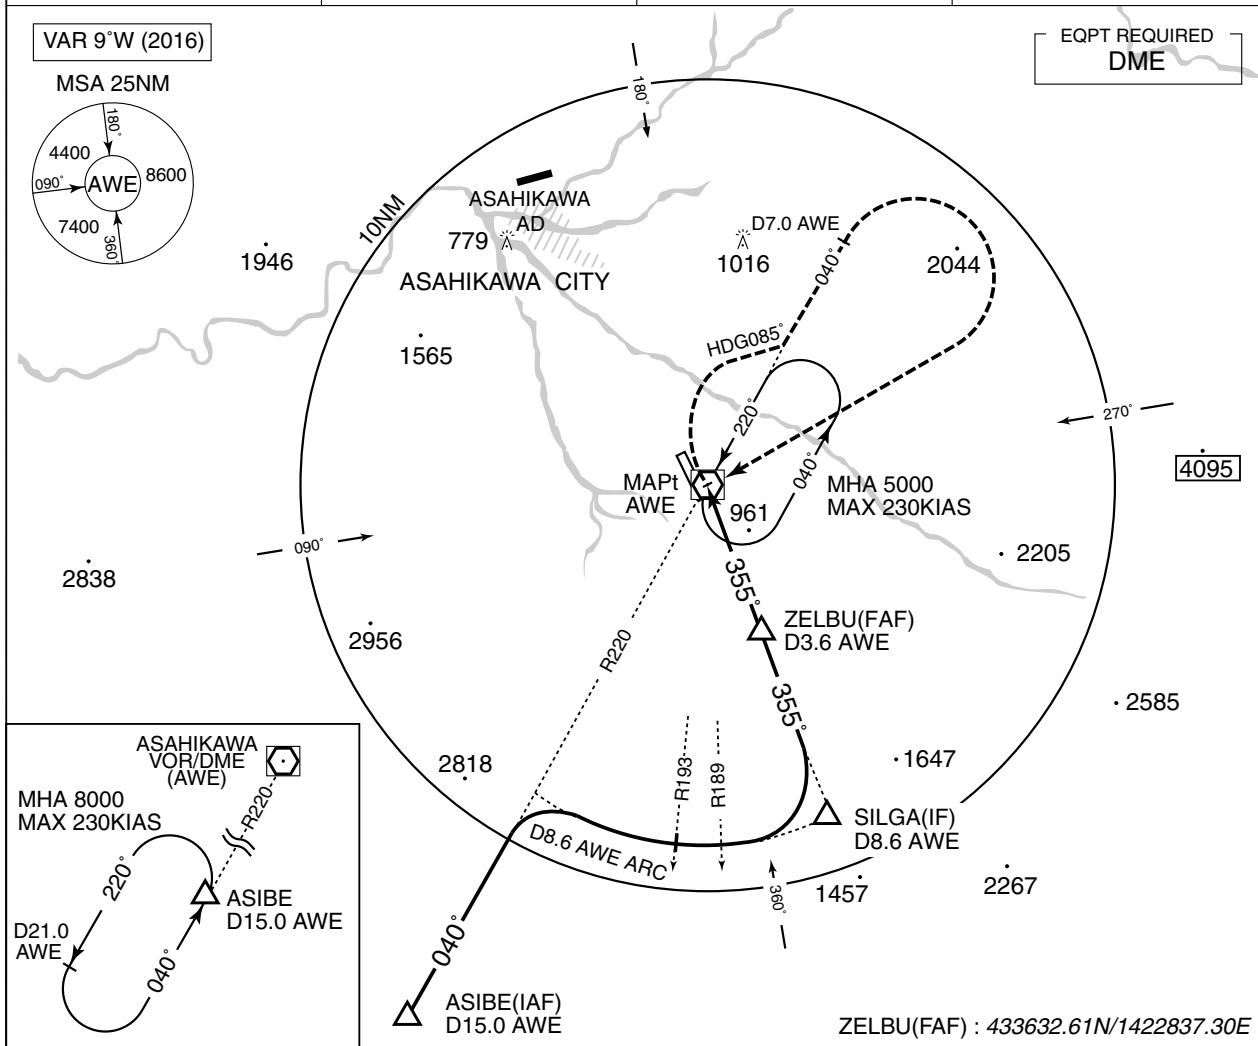 VAR 9°W (2016)
EQPT REQUIRED
DME
MSA 25NM
180°
4400
8600
090°
AWE
7400
360°
180°
10NM
ASAHIKAWA
AD
779
ASAHIKAWA CITY
1946
1565
D7.0 AWE
1016
040°
2044
HDG085°
220°
040°
270°
4095
MAPt
AWE
961
MHA 5000
MAX 230KIAS
090°
2838
2956
2205
355°
ZELBU(FAF)
D3.6 AWE
R220
355°
2585
2818
R193
R189
1647
SILGA(IF)
D8.6 AWE
D8.6 AWE ARC
360°
1457
2267
040°
ASIBE(IAF)
D15.0 AWE
ASAHIKAWA
VOR/DME
(AWE)
MHA 8000
MAX 230KIAS
R220
220°
ASIBE
D15.0 AWE
D21.0
AWE
040°
ZELBU(FAF) : 433632.61N/1422837.30E